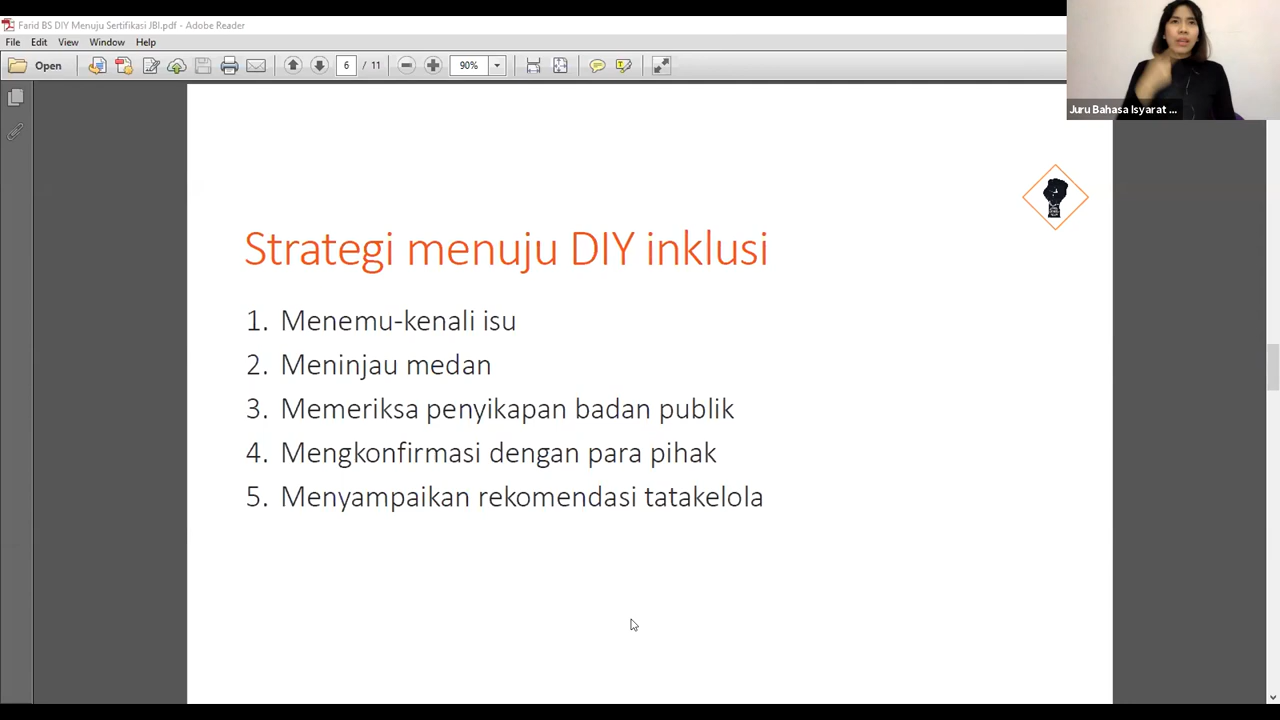 Farid BS DIY Menuju Sertifikasi JBI.pdf - Adobe Reader
File Edit View Window Help
Open 6 / 11 90%
Juru Bahasa Isyarat ...
Strategi menuju DIY inklusi
1. Menemu-kenali isu
2. Meninjau medan
3. Memeriksa penyikapan badan publik
4. Mengkonfirmasi dengan para pihak
5. Menyampaikan rekomendasi tatakelola